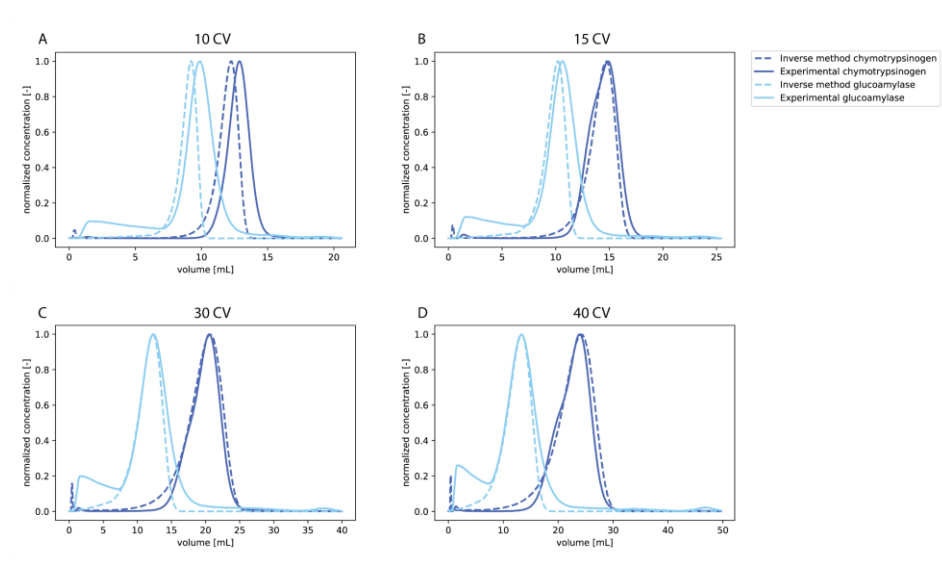 A
10 CV
normalized concentration [-]
1.0
0.8
0.6
0.4
0.2
0.0
0
5
10
15
20
volume [mL]
B
15 CV
normalized concentration [-]
1.0
0.8
0.6
0.4
0.2
0.0
0
5
10
15
20
25
volume [mL]
Inverse method chymotrypsinogen
Experimental chymotrypsinogen
Inverse method glucoamylase
Experimental glucoamylase
C
30 CV
normalized concentration [-]
1.0
0.8
0.6
0.4
0.2
0.0
0
5
10
15
20
25
30
35
40
volume [mL]
D
40 CV
normalized concentration [-]
1.0
0.8
0.6
0.4
0.2
0.0
0
10
20
30
40
50
volume [mL]